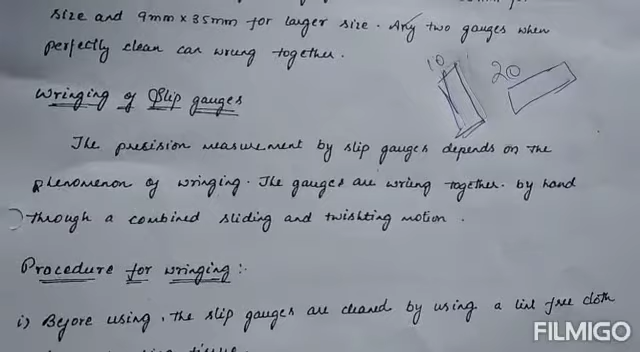 size and 9mm x 35mm for larger size. Any two gauges when
perfectly clean can wrung together.
10 20
Wringing of Slip gauges
The precision measurement by slip gauges depends on the
phenomenon of wringing. The gauges are wrung together. by hand
through a combined sliding and twishting motion.
Procedure for wringing :-
i) Before using, the slip gauges are cleaned by using a lint free cloth
tissue.
FILMIGO